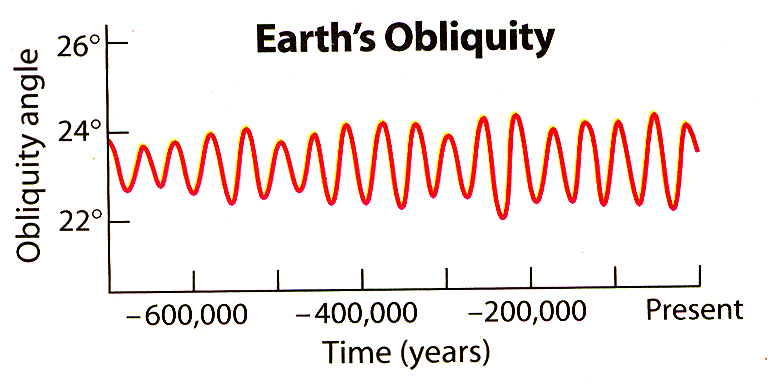 Earth's Obliquity
Obliquity angle
26°
24°
22°
−600,000
−400,000
−200,000
Present
Time (years)